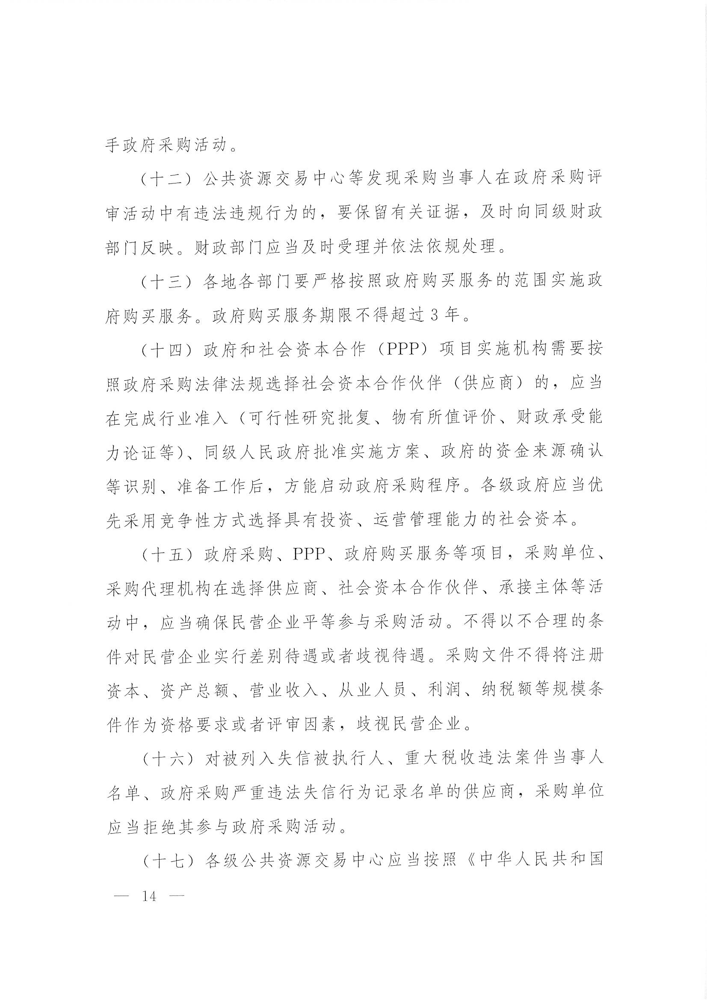 手政府采购活动。
（十二）公共资源交易中心等发现采购当事人在政府采购评
审活动中有违法违规行为的，要保留有关证据，及时向同级财政
部门反映。财政部门应当及时受理并依法依规处理。
（十三）各地各部门要严格按照政府购买服务的范围实施政
府购买服务。政府购买服务期限不得超过 3 年。
（十四）政府和社会资本合作（PPP）项目实施机构需要按
照政府采购法律法规选择社会资本合作伙伴（供应商）的，应当
在完成行业准入（可行性研究批复、物有所值评价、财政承受能
力论证等）、同级人民政府批准实施方案、政府的资金来源确认
等识别、准备工作后，方能启动政府采购程序。各级政府应当优
先采用竞争性方式选择具有投资、运营管理能力的社会资本。
（十五）政府采购、PPP、政府购买服务等项目，采购单位、
采购代理机构在选择供应商、社会资本合作伙伴、承接主体等活
动中，应当确保民营企业平等参与采购活动。不得以不合理的条
件对民营企业实行差别待遇或者歧视待遇。采购文件不得将注册
资本、资产总额、营业收入、从业人员、利润、纳税额等规模条
件作为资格要求或者评审因素，歧视民营企业。
（十六）对被列入失信被执行人、重大税收违法案件当事人
名单、政府采购严重违法失信行为记录名单的供应商，采购单位
应当拒绝其参与政府采购活动。
（十七）各级公共资源交易中心应当按照《中华人民共和国
— 14 —